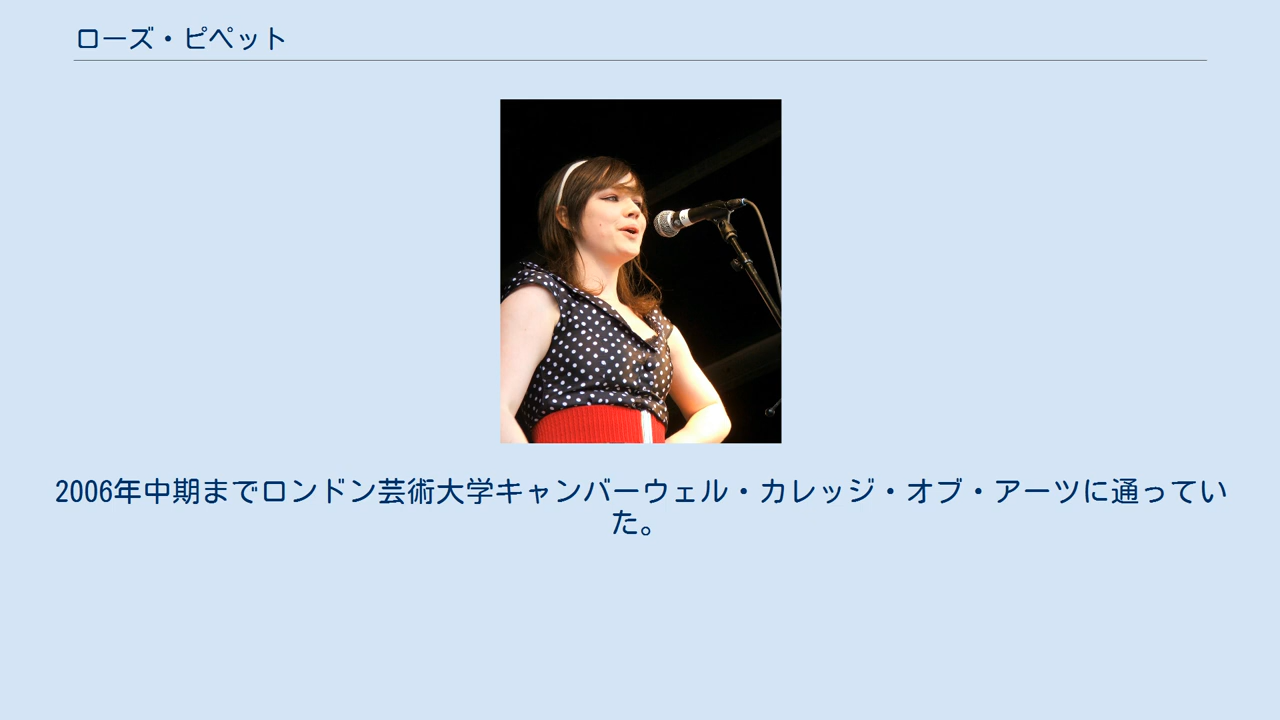 ローズ・ピペット
2006年中期までロンドン芸術大学キャンバーウェル・カレッジ・オブ・アーツに通ってい
た。